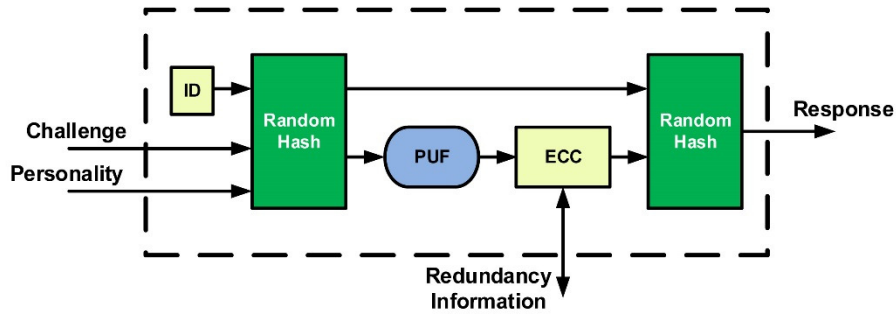 ID
Challenge
Personality
Random
Hash
PUF
ECC
Random
Hash
Response
Redundancy
Information